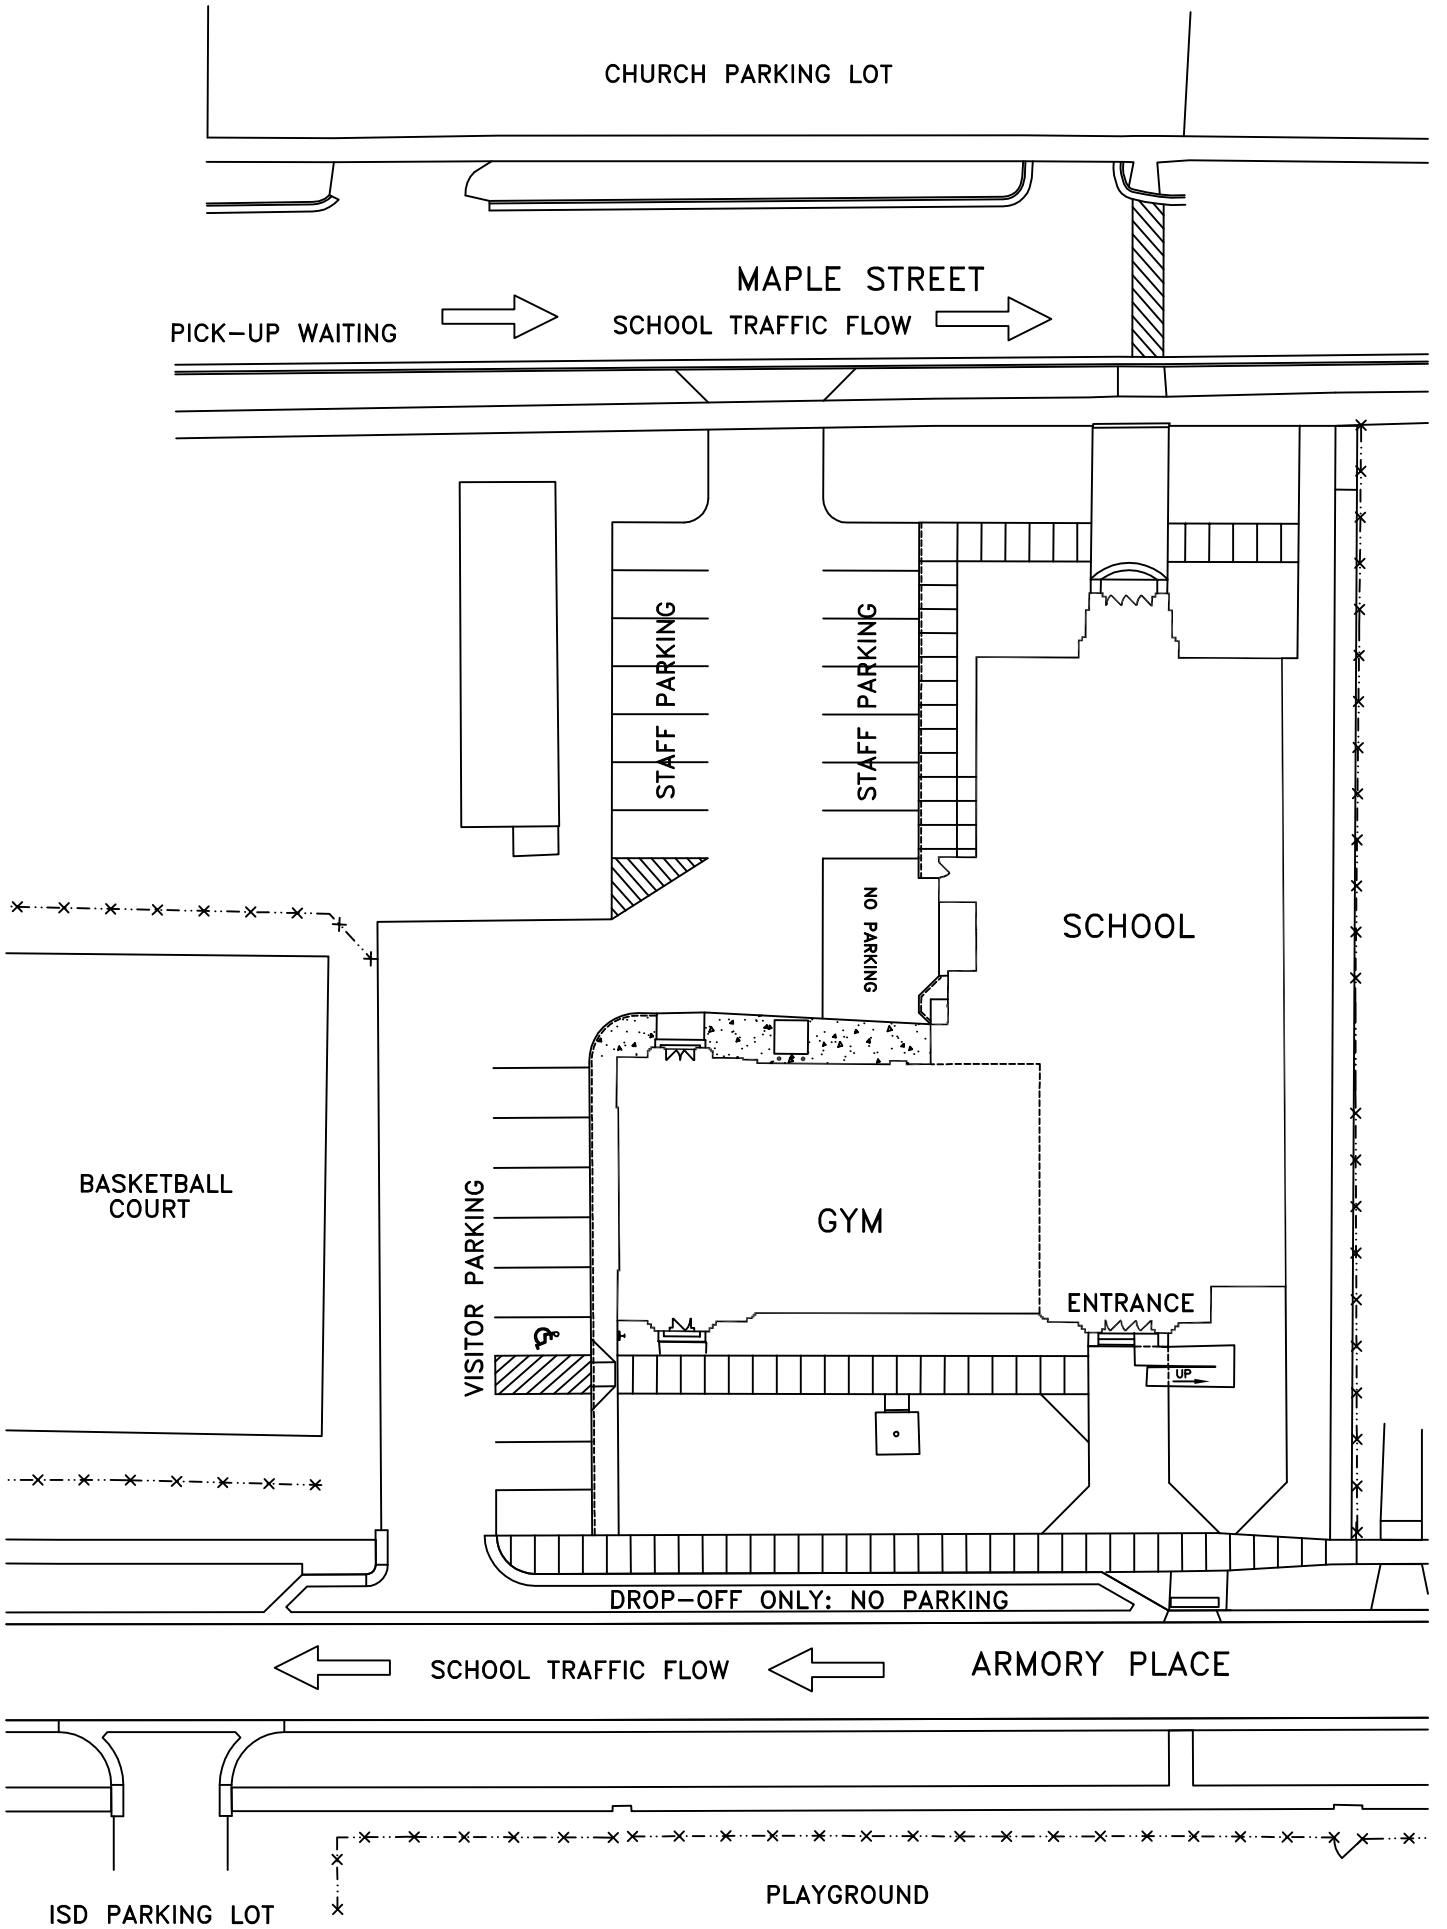 CHURCH PARKING LOT
MAPLE STREET
PICK-UP WAITING
SCHOOL TRAFFIC FLOW
STAFF PARKING
STAFF PARKING
NO PARKING
SCHOOL
BASKETBALL
COURT
VISITOR PARKING
GYM
ENTRANCE
UP
DROP-OFF ONLY: NO PARKING
SCHOOL TRAFFIC FLOW
ARMORY PLACE
PLAYGROUND
ISD PARKING LOT